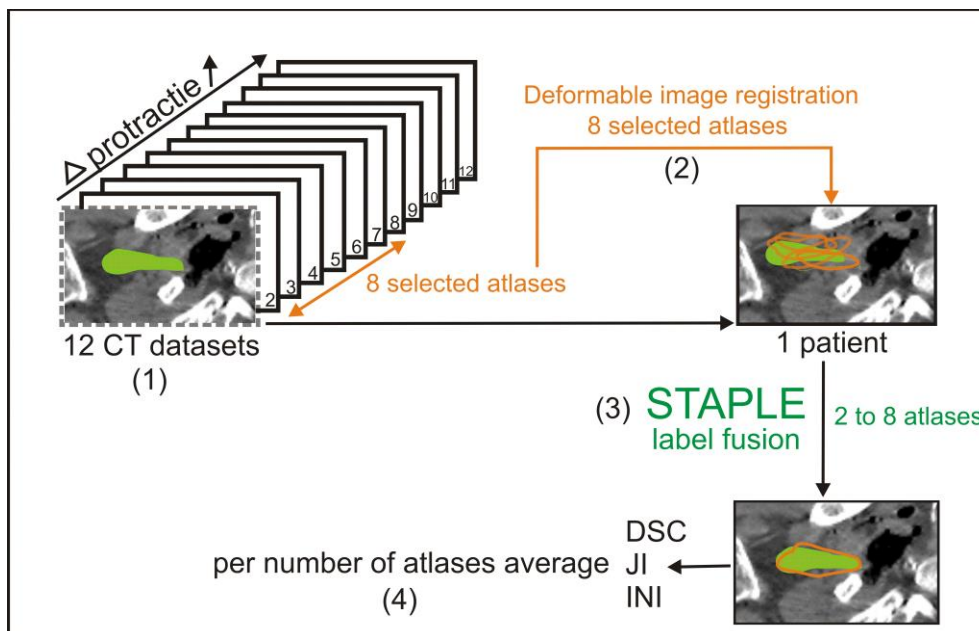 Δ protractie
2
3
4
5
6
7
8
9
10
11
12
8 selected atlases
12 CT datasets
(1)
Deformable image registration
8 selected atlases
(2)
1 patient
(3) STAPLE
label fusion
2 to 8 atlases
DSC
JI
INI
per number of atlases average
(4)